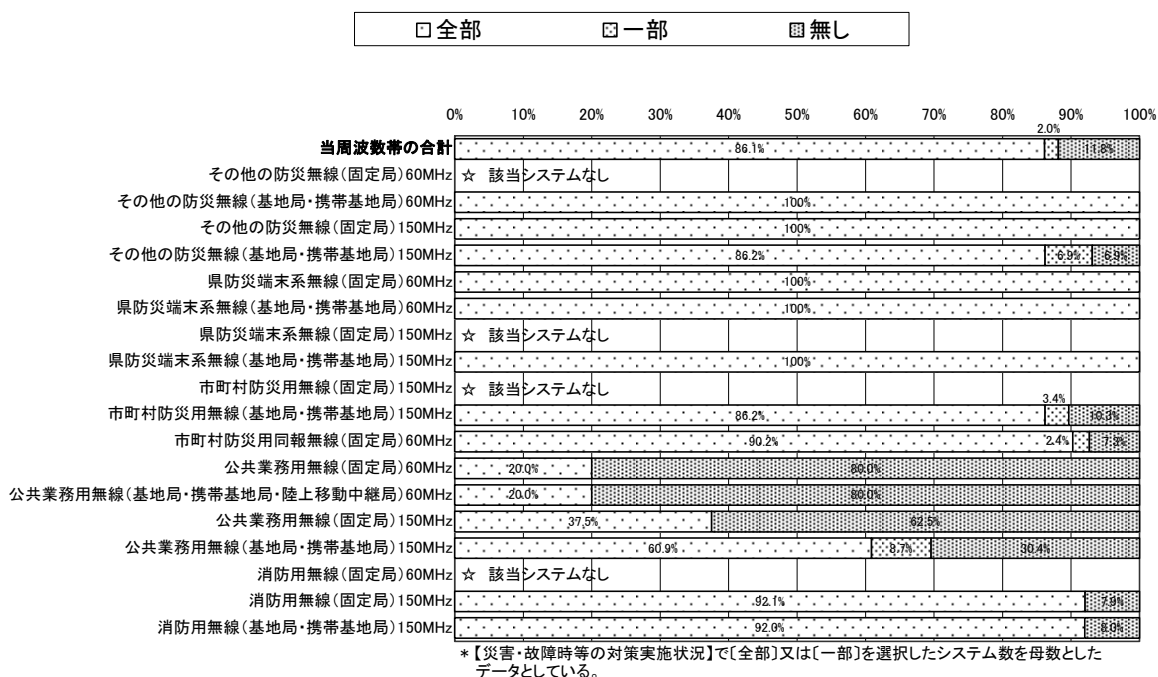 全部 一部 無し
0% 10% 20% 30% 40% 50% 60% 70% 80% 90% 100%
2.0%
当周波数帯の合計 86.1% 11.8%
その他の防災無線(固定局)60MHz ☆ 該当システムなし
その他の防災無線(基地局・携帯基地局)60MHz 100%
その他の防災無線(固定局)150MHz 100%
その他の防災無線(基地局・携帯基地局)150MHz 86.2% 6.9% 6.9%
県防災端末系無線(固定局)60MHz 100%
県防災端末系無線(基地局・携帯基地局)60MHz 100%
県防災端末系無線(固定局)150MHz ☆ 該当システムなし
県防災端末系無線(基地局・携帯基地局)150MHz 100%
市町村防災用無線(固定局)150MHz ☆ 該当システムなし
3.4%
市町村防災用無線(基地局・携帯基地局)150MHz 86.2% 10.3%
市町村防災用同報無線(固定局)60MHz 90.2% 2.4% 7.3%
公共業務用無線(固定局)60MHz 20.0% 80.0%
公共業務用無線(基地局・携帯基地局・陸上移動中継局)60MHz 20.0% 80.0%
公共業務用無線(固定局)150MHz 37.5% 62.5%
公共業務用無線(基地局・携帯基地局)150MHz 60.9% 8.7% 30.4%
消防用無線(固定局)60MHz ☆ 該当システムなし
消防用無線(固定局)150MHz 92.1% 7.9%
消防用無線(基地局・携帯基地局)150MHz 92.0% 8.0%
*【災害・故障時等の対策実施状況】で〔全部〕又は〔一部〕を選択したシステム数を母数とした
データとしている。